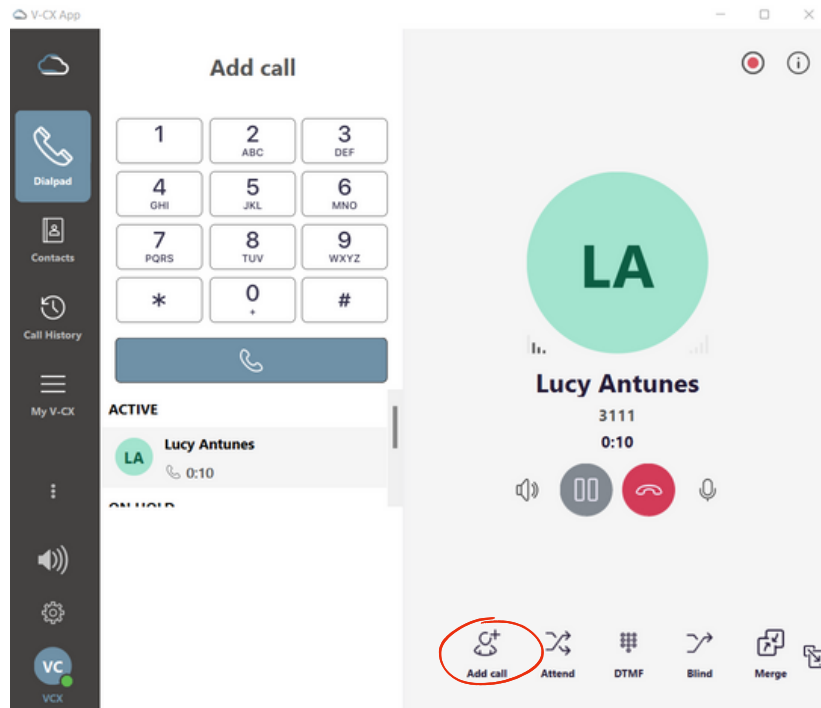 V-CX App
Add call
1
2
ABC
3
DEF
4
GHI
5
JKL
6
MNO
7
PQRS
8
TUV
9
WXYZ
*
0
+
#
Dialpad
Contacts
Call History
My V-CX
VC
VCX
ACTIVE
LA
Lucy Antunes
0:10
ON HOLD
LA
Lucy Antunes
3111
0:10
Add call
Attend
DTMF
Blind
Merge